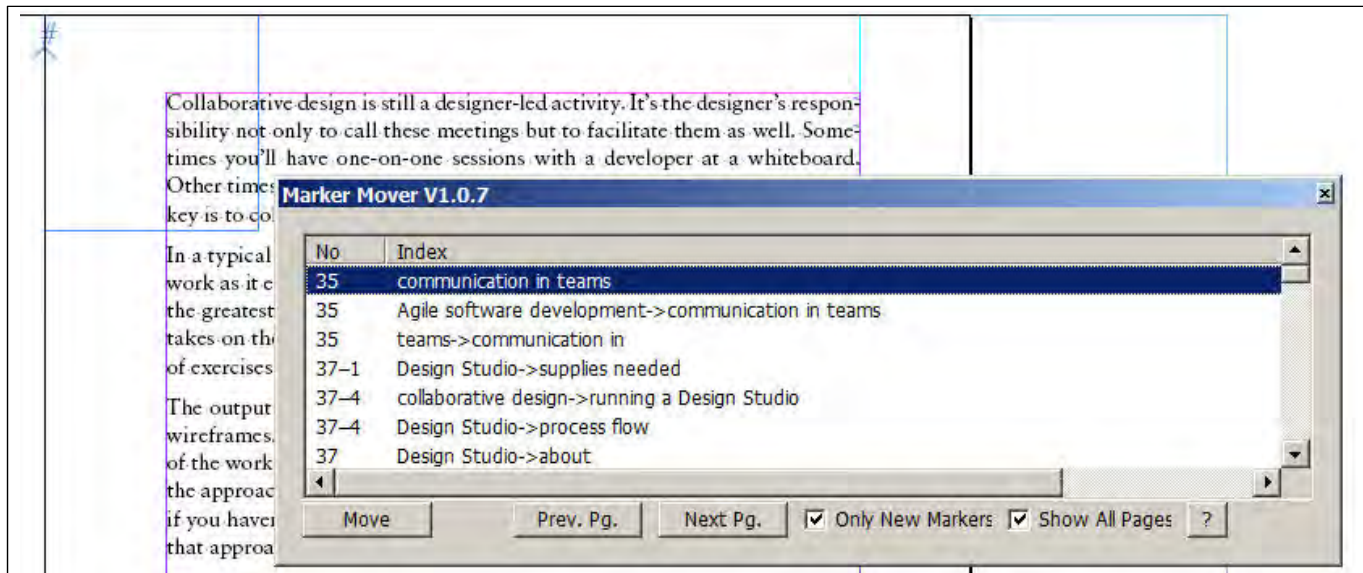 #
Collaborative design is still a designer-led activity. It's the designer's respon-
sibility not only to call these meetings but to facilitate them as well. Some-
times you'll have one-on-one sessions with a developer at a whiteboard.
Other times
key is to co
In a typical
work as it e
the greatest
takes on th
of exercises
The output
wireframes.
of the work
the approac
if you haver
that approa
Marker Mover V1.0.7
No Index
35 communication in teams
35 Agile software development->communication in teams
35 teams->communication in
37–1 Design Studio->supplies needed
37–4 collaborative design->running a Design Studio
37–4 Design Studio->process flow
37 Design Studio->about
Move Prev. Pg. Next Pg. Only New Markers Show All Pages ?